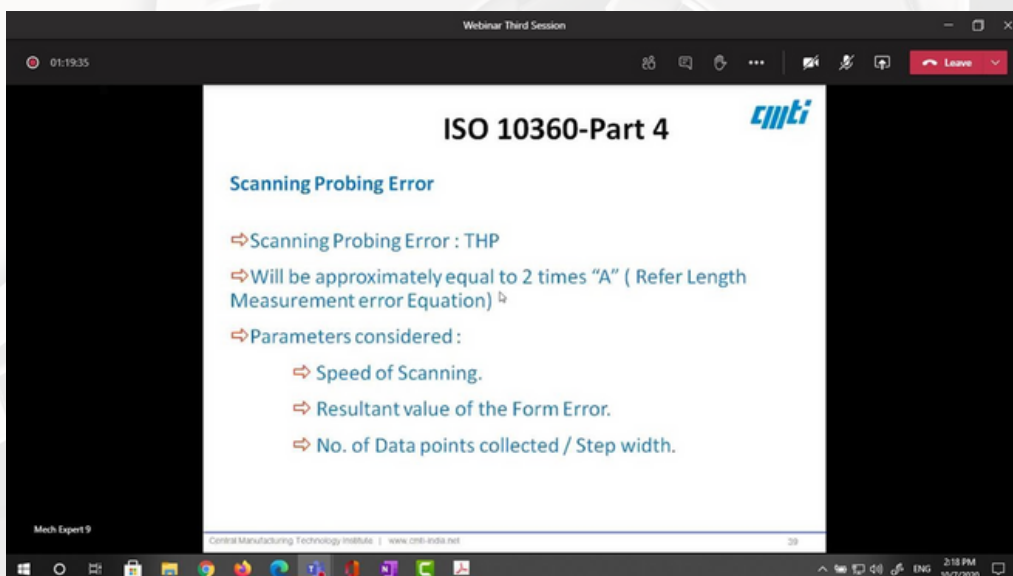 Webinar Third Session
01:19:35
Leave
cmti
ISO 10360-Part 4
Scanning Probing Error
⇨Scanning Probing Error : THP
⇨Will be approximately equal to 2 times “A” ( Refer Length
Measurement error Equation)
⇨Parameters considered :
⇨ Speed of Scanning.
⇨ Resultant value of the Form Error.
⇨ No. of Data points collected / Step width.
Mech Expert 9
Central Manufacturing Technology Institute | www.cmti-india.net
39
ENG
2:18 PM
10/7/2020